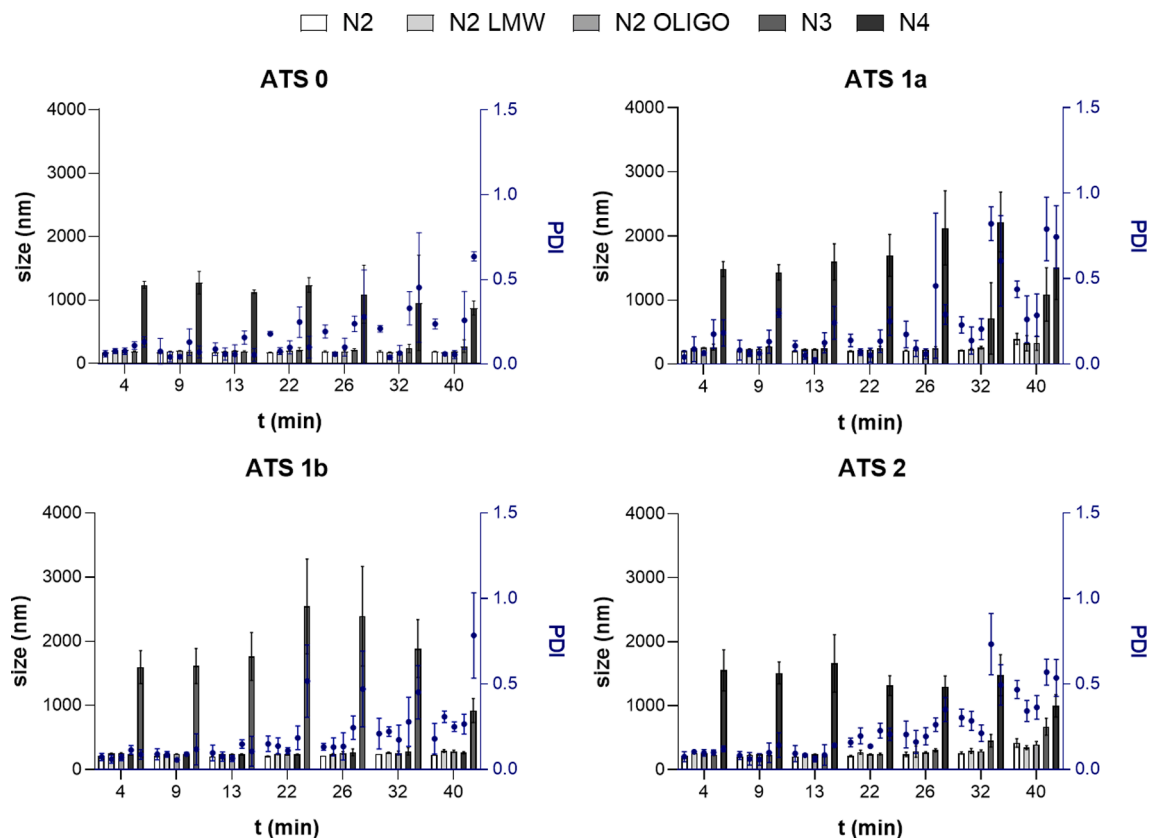 N2 N2 LMW N2 OLIGO N3 N4
ATS 0
4000
3000
2000
1000
0
size (nm)
1.5
1.0
0.5
0.0
PDI
4 9 13 22 26 32 40
t (min)
ATS 1a
4000
3000
2000
1000
0
size (nm)
1.5
1.0
0.5
0.0
PDI
4 9 13 22 26 32 40
t (min)
ATS 1b
4000
3000
2000
1000
0
size (nm)
1.5
1.0
0.5
0.0
PDI
4 9 13 22 26 32 40
t (min)
ATS 2
4000
3000
2000
1000
0
size (nm)
1.5
1.0
0.5
0.0
PDI
4 9 13 22 26 32 40
t (min)